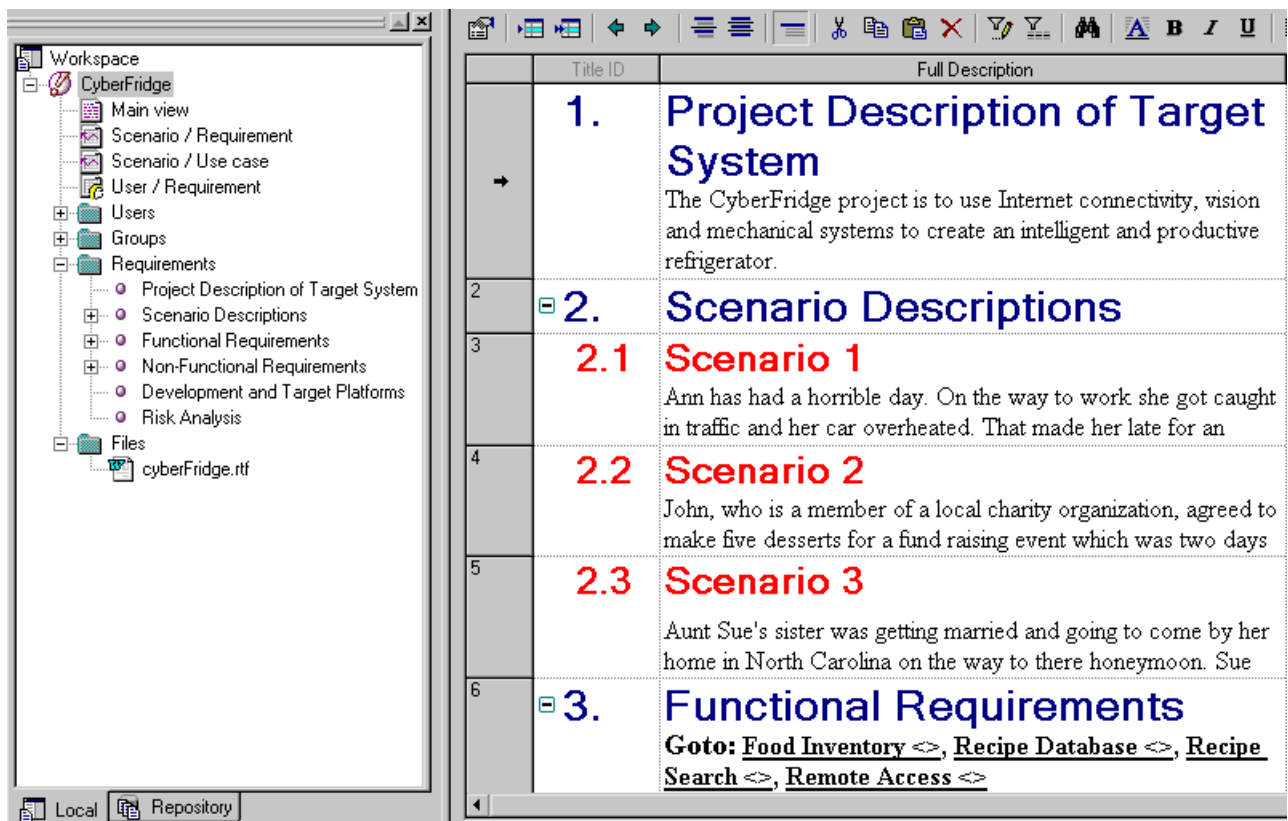 Workspace
CyberFridge
Main view
Scenario / Requirement
Scenario / Use case
User / Requirement
Users
Groups
Requirements
Project Description of Target System
Scenario Descriptions
Functional Requirements
Non-Functional Requirements
Development and Target Platforms
Risk Analysis
Files
cyberFridge.rtf
Local Repository
A B I U
Title ID Full Description
1. Project Description of Target
System
The CyberFridge project is to use Internet connectivity, vision
and mechanical systems to create an intelligent and productive
refrigerator.
2 2. Scenario Descriptions
3 2.1 Scenario 1
Ann has had a horrible day. On the way to work she got caught
in traffic and her car overheated. That made her late for an
4 2.2 Scenario 2
John, who is a member of a local charity organization, agreed to
make five desserts for a fund raising event which was two days
5 2.3 Scenario 3
Aunt Sue's sister was getting married and going to come by her
home in North Carolina on the way to there honeymoon. Sue
6 3. Functional Requirements
Goto: Food Inventory <>, Recipe Database <>, Recipe
Search <>, Remote Access <>